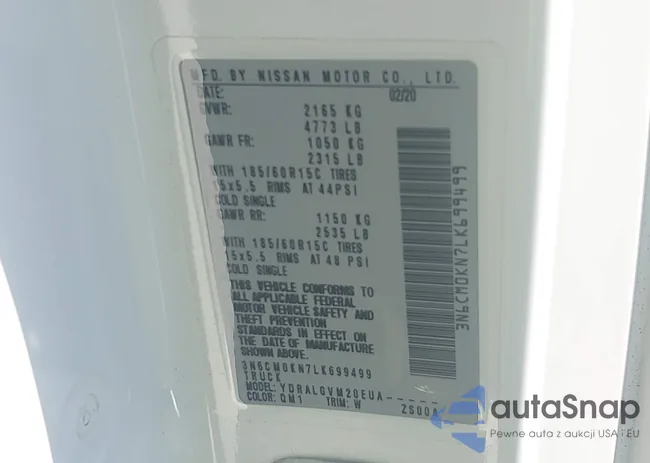 MFD. BY NISSAN MOTOR CO., LTD.
DATE: 02/20
GVWR: 2165 KG
4773 LB
GAWR FR: 1050 KG
2315 LB
WITH 185/60R15C TIRES
15x5.5 RIMS AT 44PSI
COLD SINGLE
GAWR RR: 1150 KG
2535 LB
WITH 185/60R15C TIRES
15x5.5 RIMS AT 48 PSI
COLD SINGLE
THIS VEHICLE CONFORMS TO
ALL APPLICABLE FEDERAL
MOTOR VEHICLE SAFETY AND
THEFT PREVENTION
STANDARDS IN EFFECT ON
THE DATE OF MANUFACTURE
SHOWN ABOVE.
3N6CM0KN7LK699499
TRUCK
MODEL: YDRALGVM20EUA-----
COLOR: QM1 TRIM: W ZS00A
3N6CM0KN7LK699499
autaSnap
Pewne auta z aukcji USA i EU